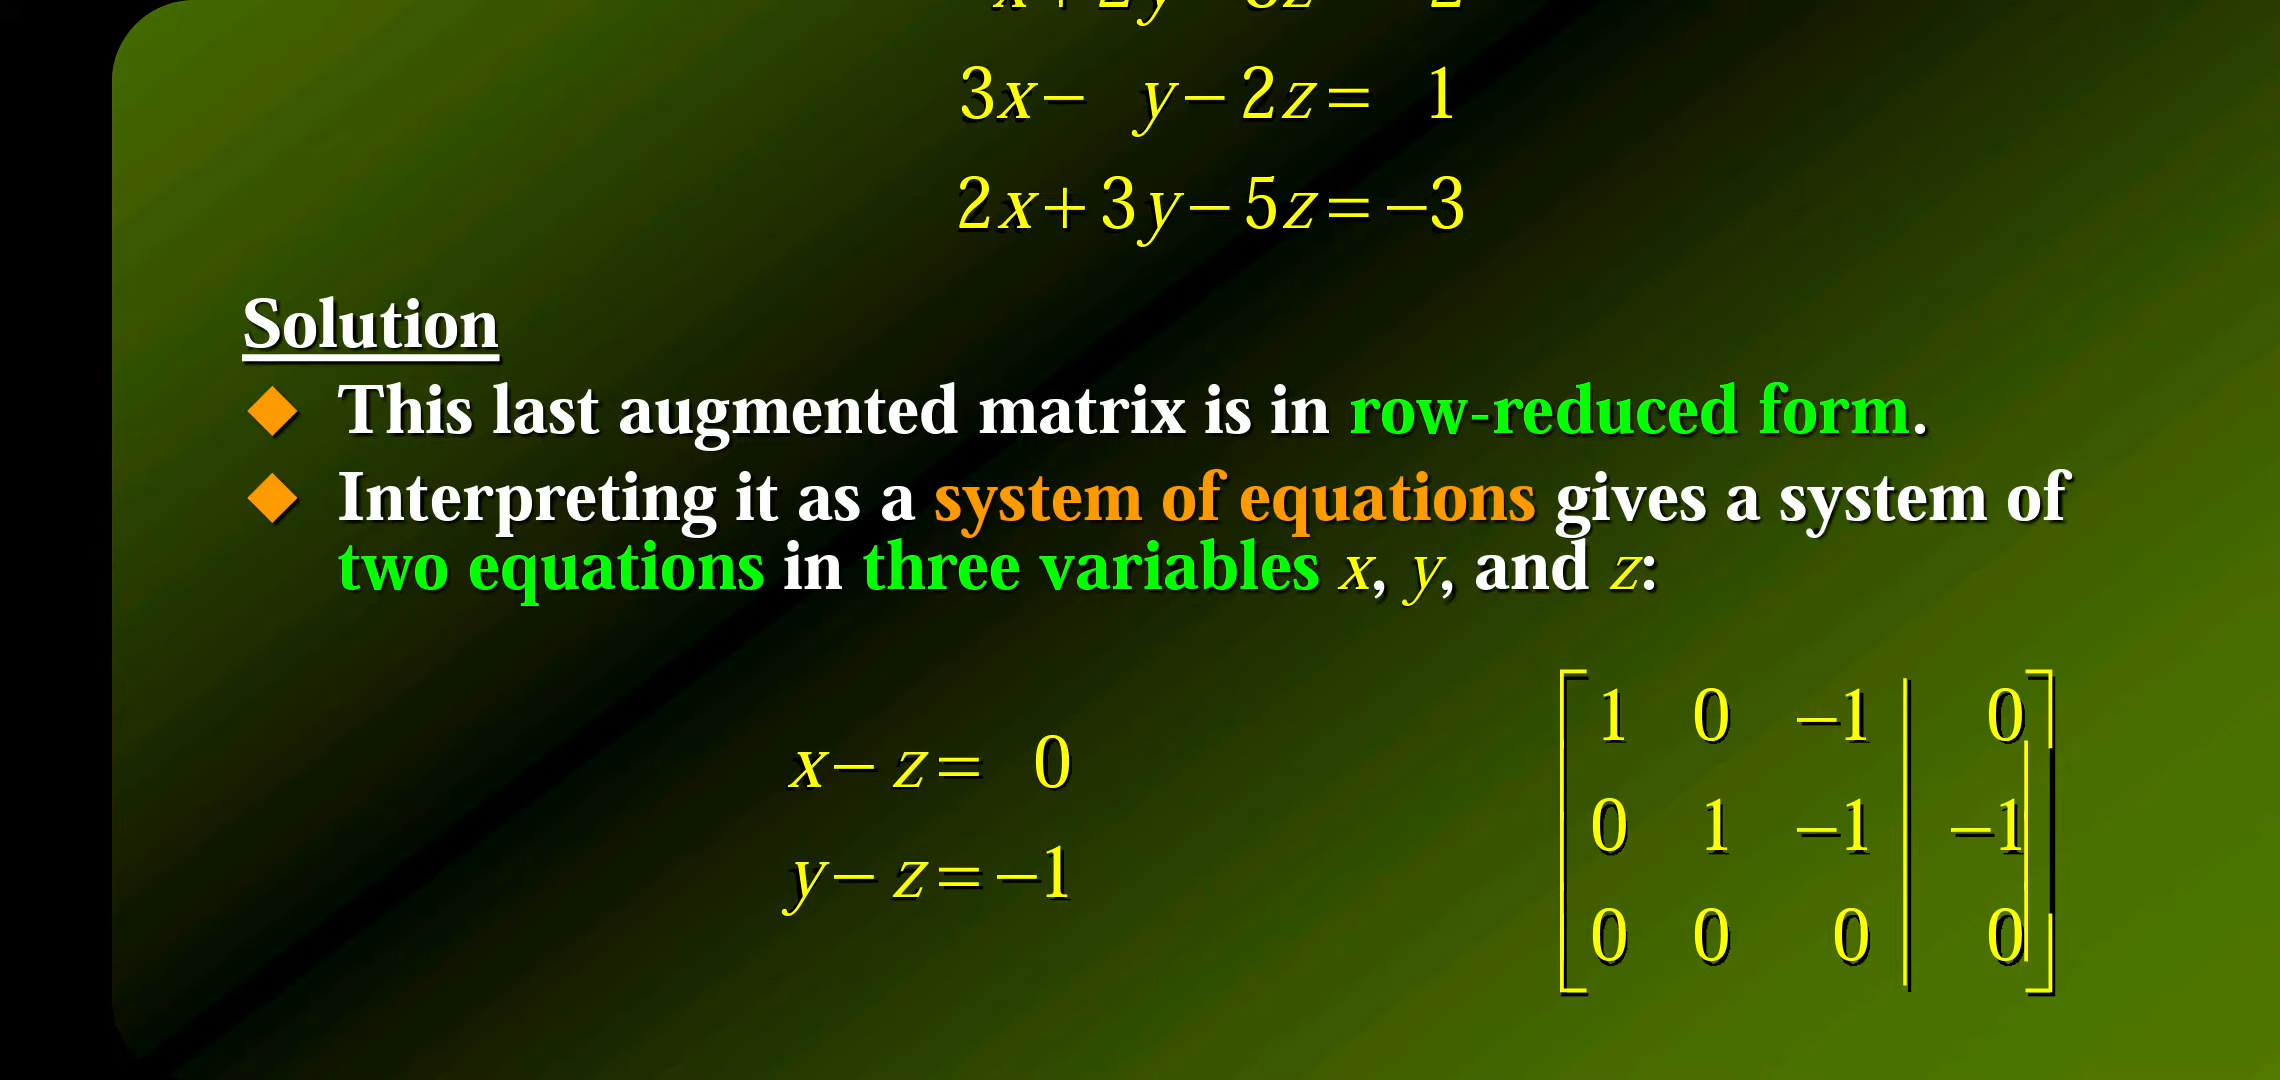 3x − y − 2z = 1
2x + 3y − 5z = −3
Solution
This last augmented matrix is in row-reduced form.
Interpreting it as a system of equations gives a system of
two equations in three variables x, y, and z:
x − z = 0
y − z = −1
1 0 −1 | 0
0 1 −1 | −1
0 0 0 | 0